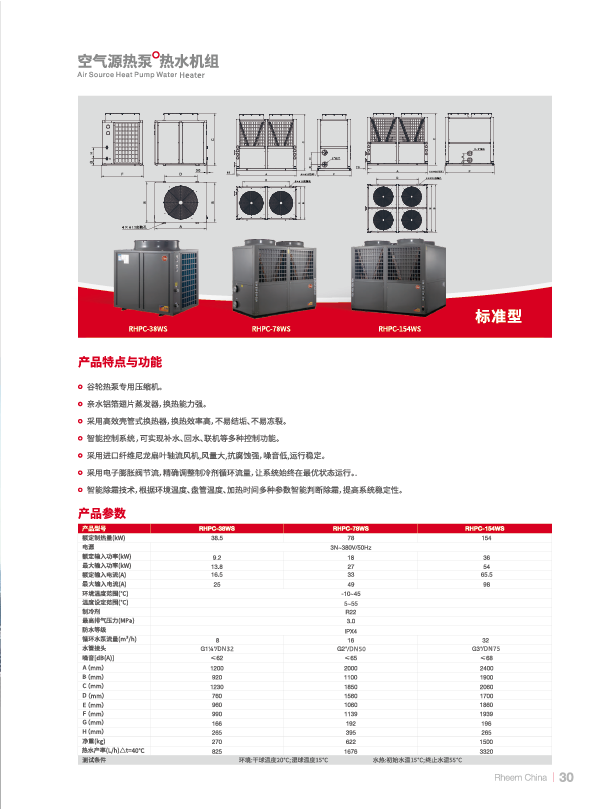 空气源热泵 热水机组
Air Source Heat Pump Water Heater
RHPC-38WS RHPC-78WS RHPC-154WS
标准型
产品特点与功能
谷轮热泵专用压缩机。
亲水铝箔翅片蒸发器，换热能力强。
采用高效壳管式换热器，换热效率高，不易结垢、不易冻裂。
智能控制系统，可实现补水、回水、联机等多种控制功能。
采用进口纤维尼龙扇叶轴流风机,风量大,抗腐蚀强，噪音低,运行稳定。
采用电子膨胀阀节流，精确调整制冷剂循环流量，让系统始终在最优状态运行。
智能除霜技术，根据环境温度、盘管温度、加热时间多种参数智能判断除霜，提高系统稳定性。
产品参数
产品型号 RHPC-38WS RHPC-78WS RHPC-154WS
额定制热量(kW) 38.5 78 154
电源 3N~380V/50Hz
额定输入功率(kW) 9.2 18 36
最大输入功率(kW) 13.8 27 54
额定输入电流(A) 16.5 33 65.5
最大输入电流(A) 25 49 98
环境温度范围(°C) -10~45
温度设定范围(°C) 5~55
制冷剂 R22
最高排气压力(MPa) 3.0
防水等级 IPX4
循环水泵流量(m³/h) 8 16 32
水管接头 G1¼"/DN32 G2"/DN50 G3"/DN75
噪音[dB(A)] ≤62 ≤65 ≤68
A (mm) 1200 2000 2400
B (mm) 920 1100 1900
C (mm) 1230 1850 2060
D (mm) 760 1560 1700
E (mm) 960 1060 1860
F (mm) 990 1139 1939
G (mm) 166 192 196
H (mm) 265 395 265
净重(kg) 270 622 1500
热水产率(L/h)△t=40°C 825 1676 3320
测试条件 环境:干球温度20°C;湿球温度15°C 水热:初始水温15°C;终止水温55°C
Rheem China | 30